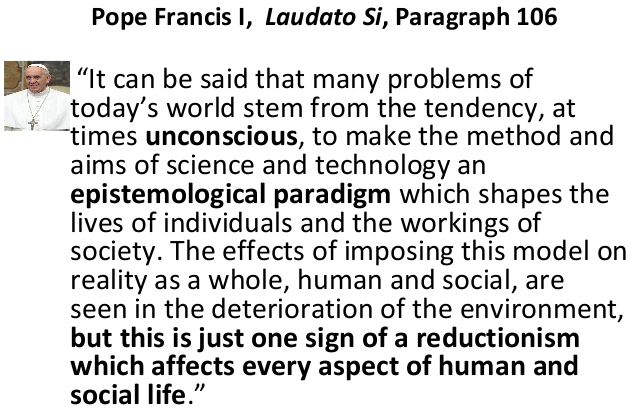 Pope Francis I, Laudato Si, Paragraph 106
“It can be said that many problems of
today’s world stem from the tendency, at
times unconscious, to make the method and
aims of science and technology an
epistemological paradigm which shapes the
lives of individuals and the workings of
society. The effects of imposing this model on
reality as a whole, human and social, are
seen in the deterioration of the environment,
but this is just one sign of a reductionism
which affects every aspect of human and
social life.”